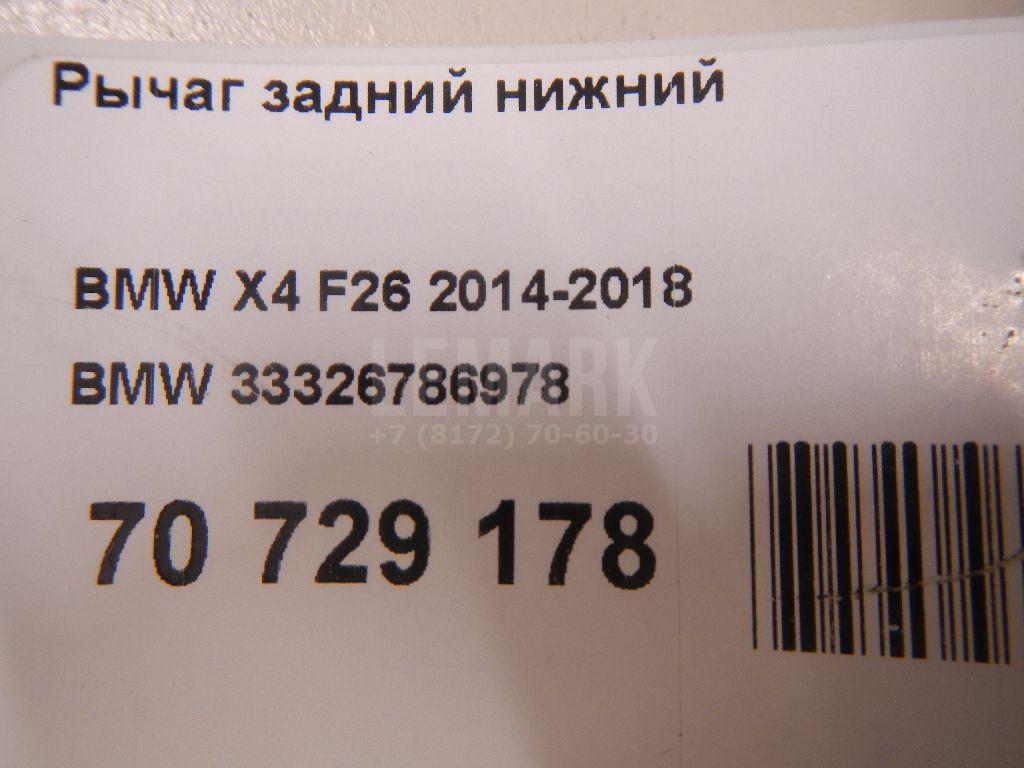 Рычаг задний нижний
BMW X4 F26 2014-2018
LEMARK
BMW 33326786978
+7 (8172) 70-60-30
70 729 178